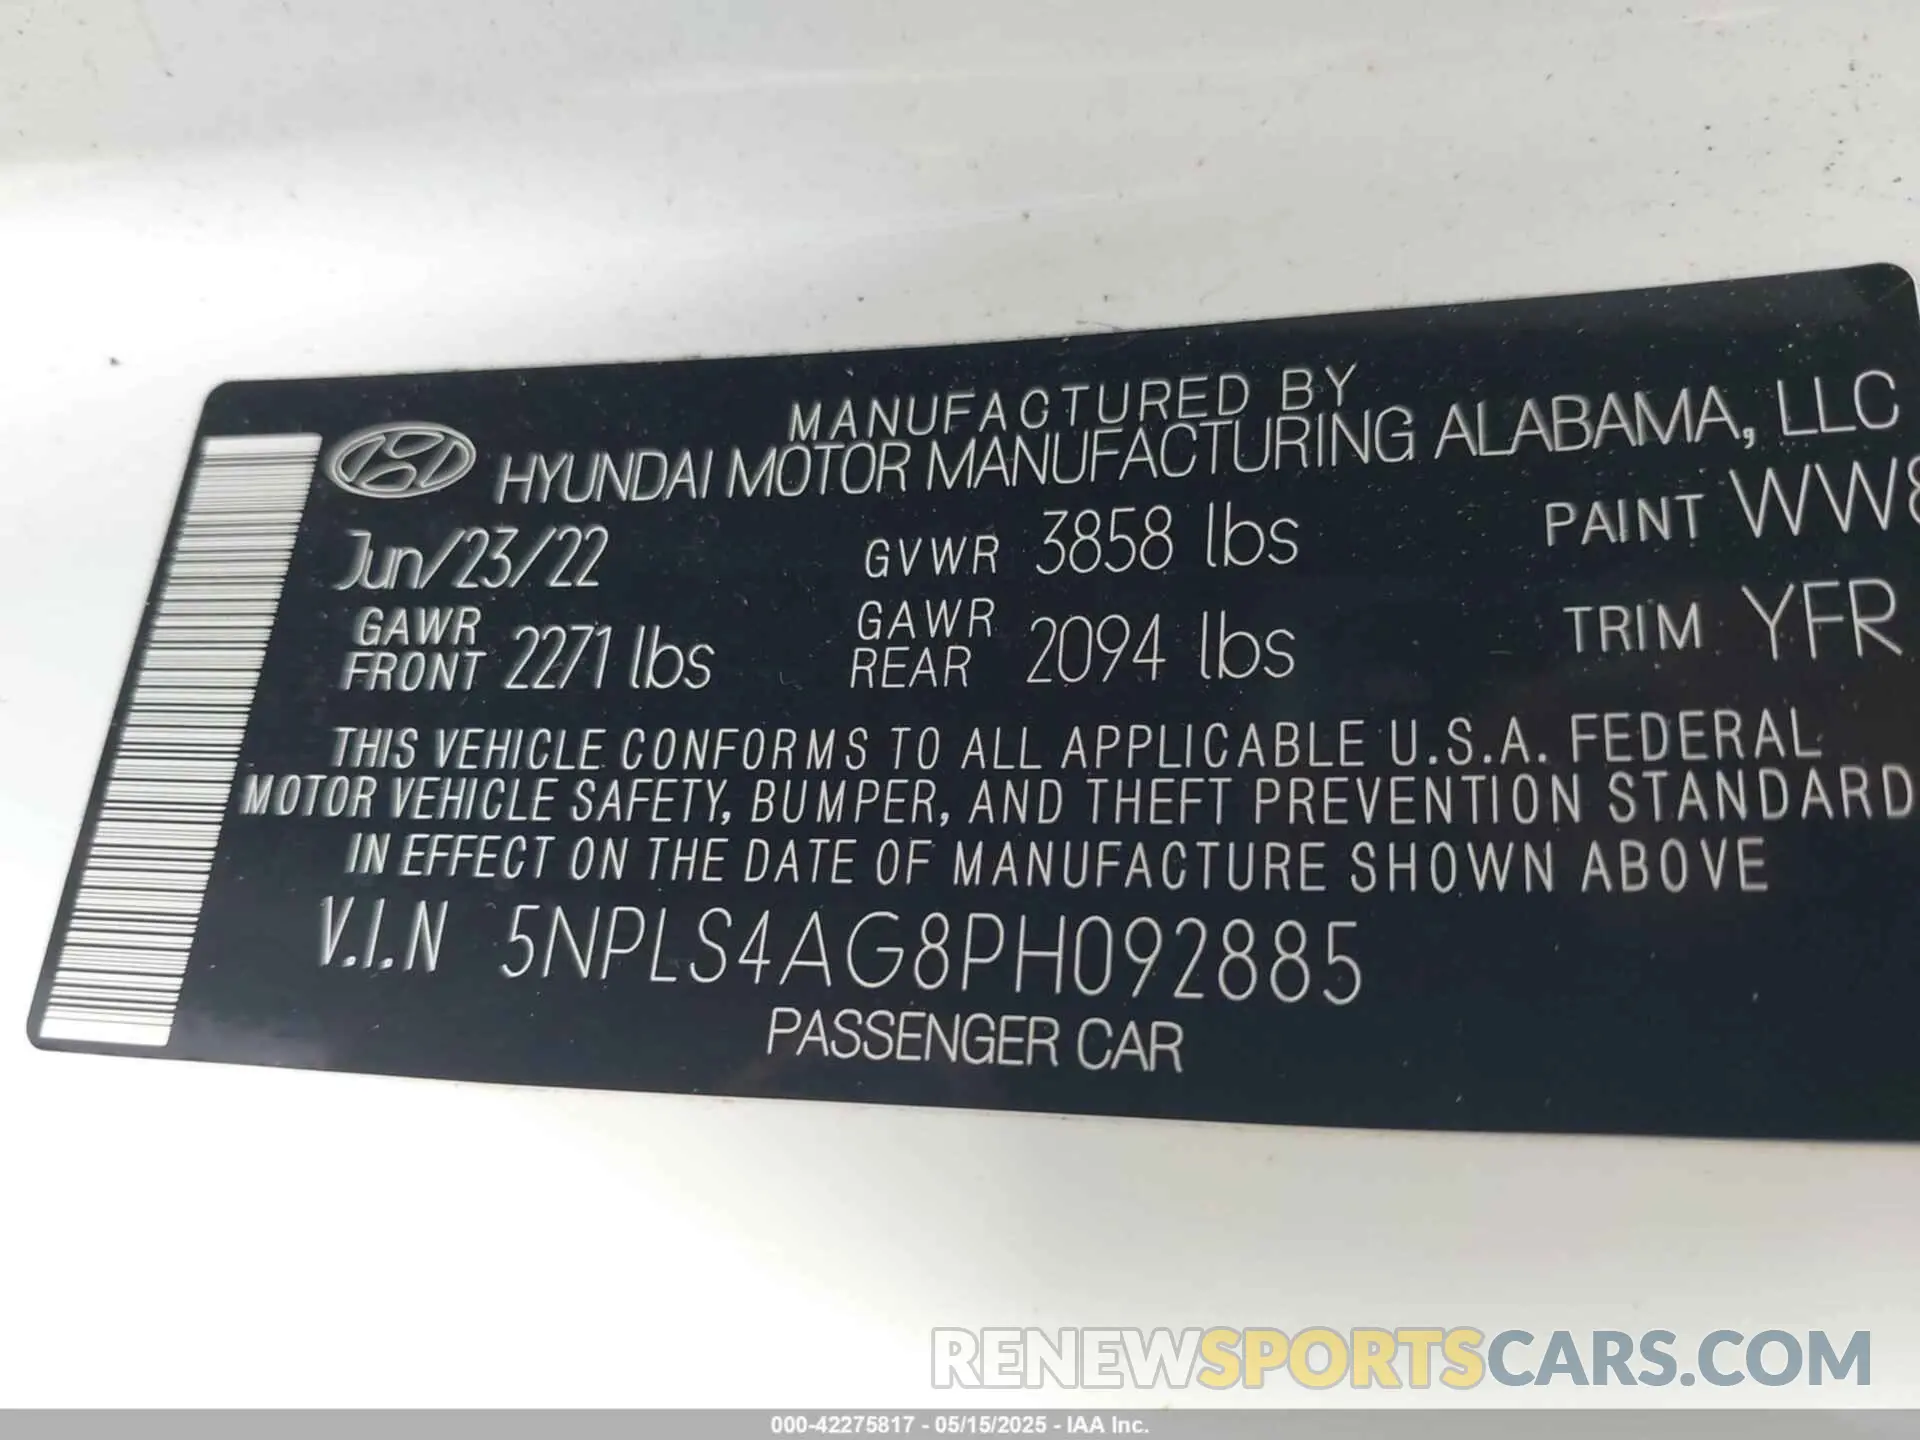 MANUFACTURED BY
HYUNDAI MOTOR MANUFACTURING ALABAMA, LLC
Jun/23/22 GVWR 3858 lbs PAINT WW8
GAWR FRONT 2271 lbs GAWR REAR 2094 lbs TRIM YFR
THIS VEHICLE CONFORMS TO ALL APPLICABLE U.S.A. FEDERAL
MOTOR VEHICLE SAFETY, BUMPER, AND THEFT PREVENTION STANDARD
IN EFFECT ON THE DATE OF MANUFACTURE SHOWN ABOVE
V.I.N 5NPLS4AG8PH092885
PASSENGER CAR
RENEWSPORTSCARS.COM
000-42275817 - 05/15/2025 - IAA Inc.